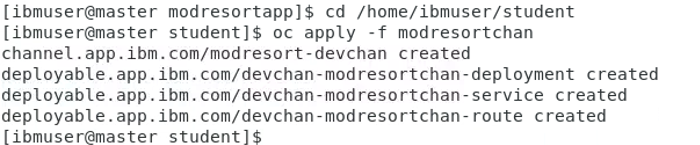 [ibmuser@master modresortapp]$ cd /home/ibmuser/student
[ibmuser@master student]$ oc apply -f modresortchan
channel.app.ibm.com/modresort-devchan created
deployable.app.ibm.com/devchan-modresortchan-deployment created
deployable.app.ibm.com/devchan-modresortchan-service created
deployable.app.ibm.com/devchan-modresortchan-route created
[ibmuser@master student]$